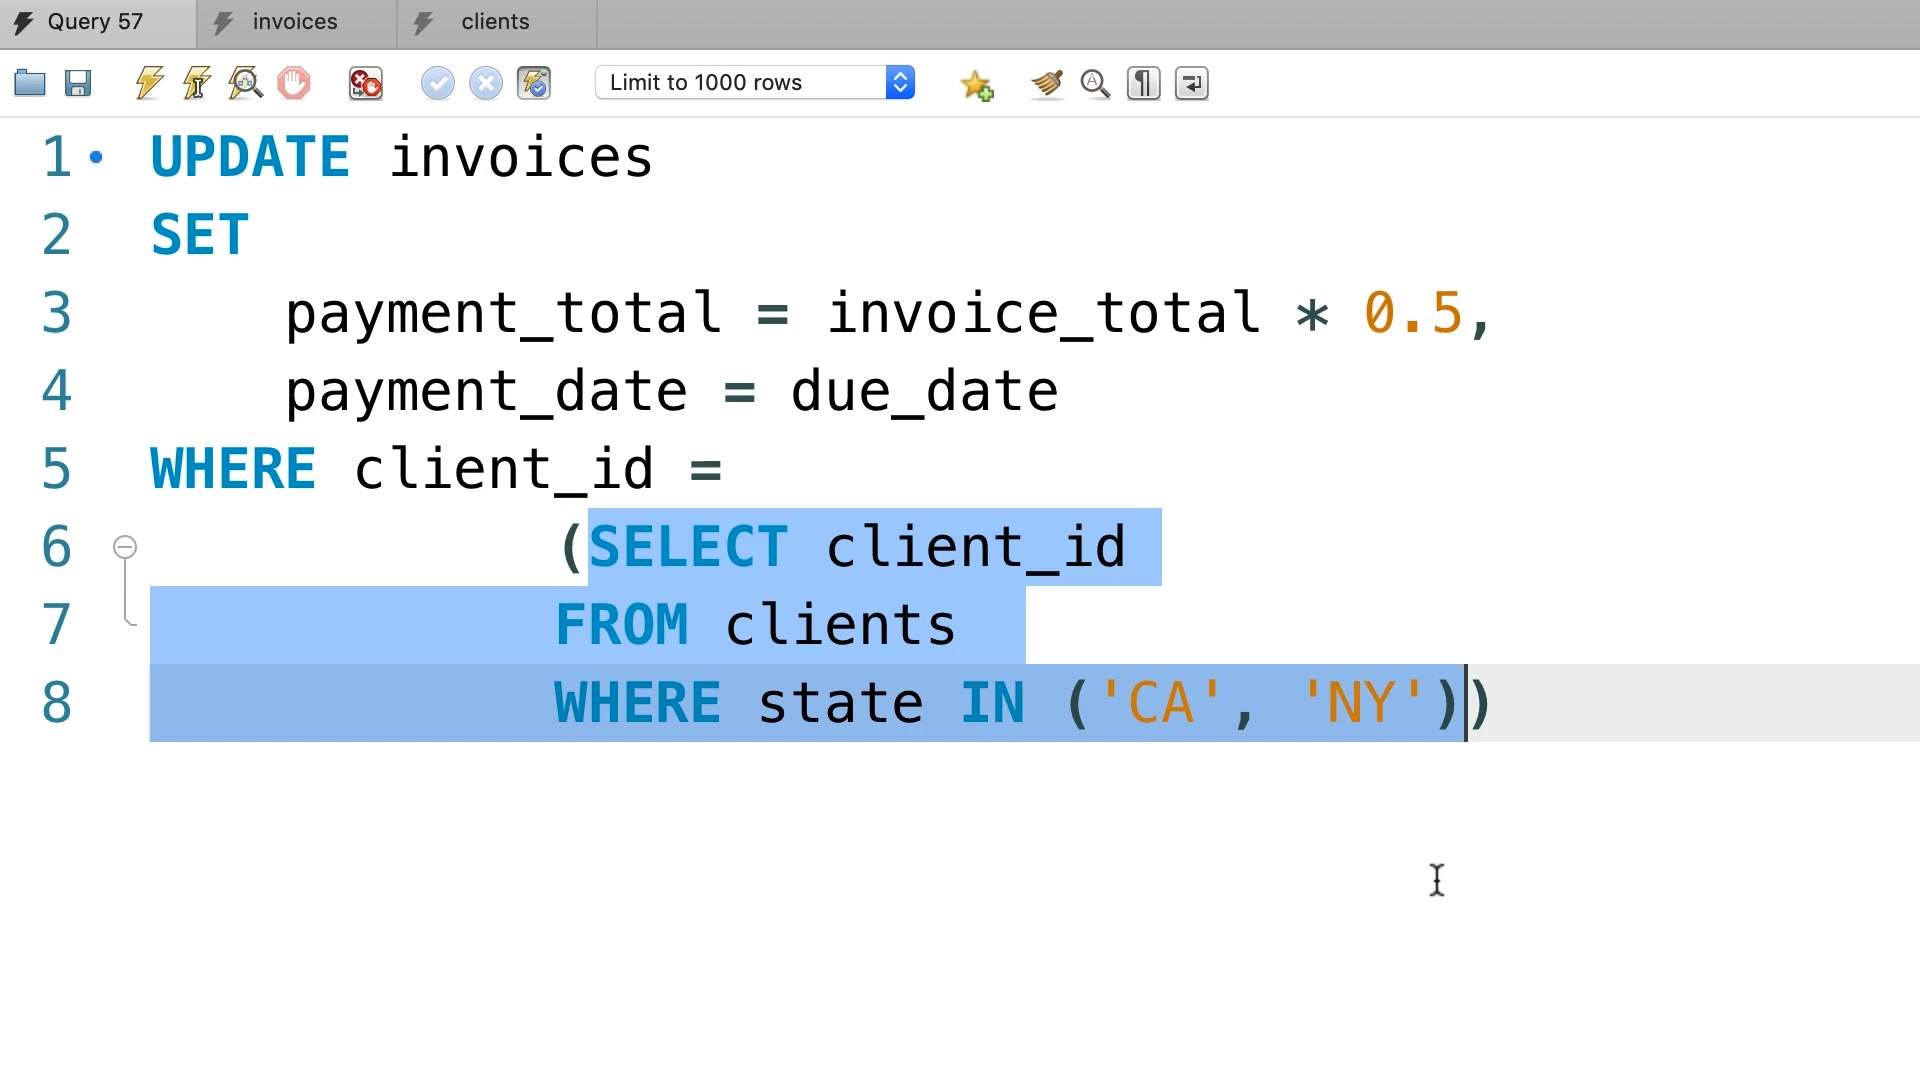 Query 57 invoices clients
Limit to 1000 rows
1 UPDATE invoices
2 SET
3 payment_total = invoice_total * 0.5,
4 payment_date = due_date
5 WHERE client_id =
6 (SELECT client_id
7 FROM clients
8 WHERE state IN ('CA', 'NY'))